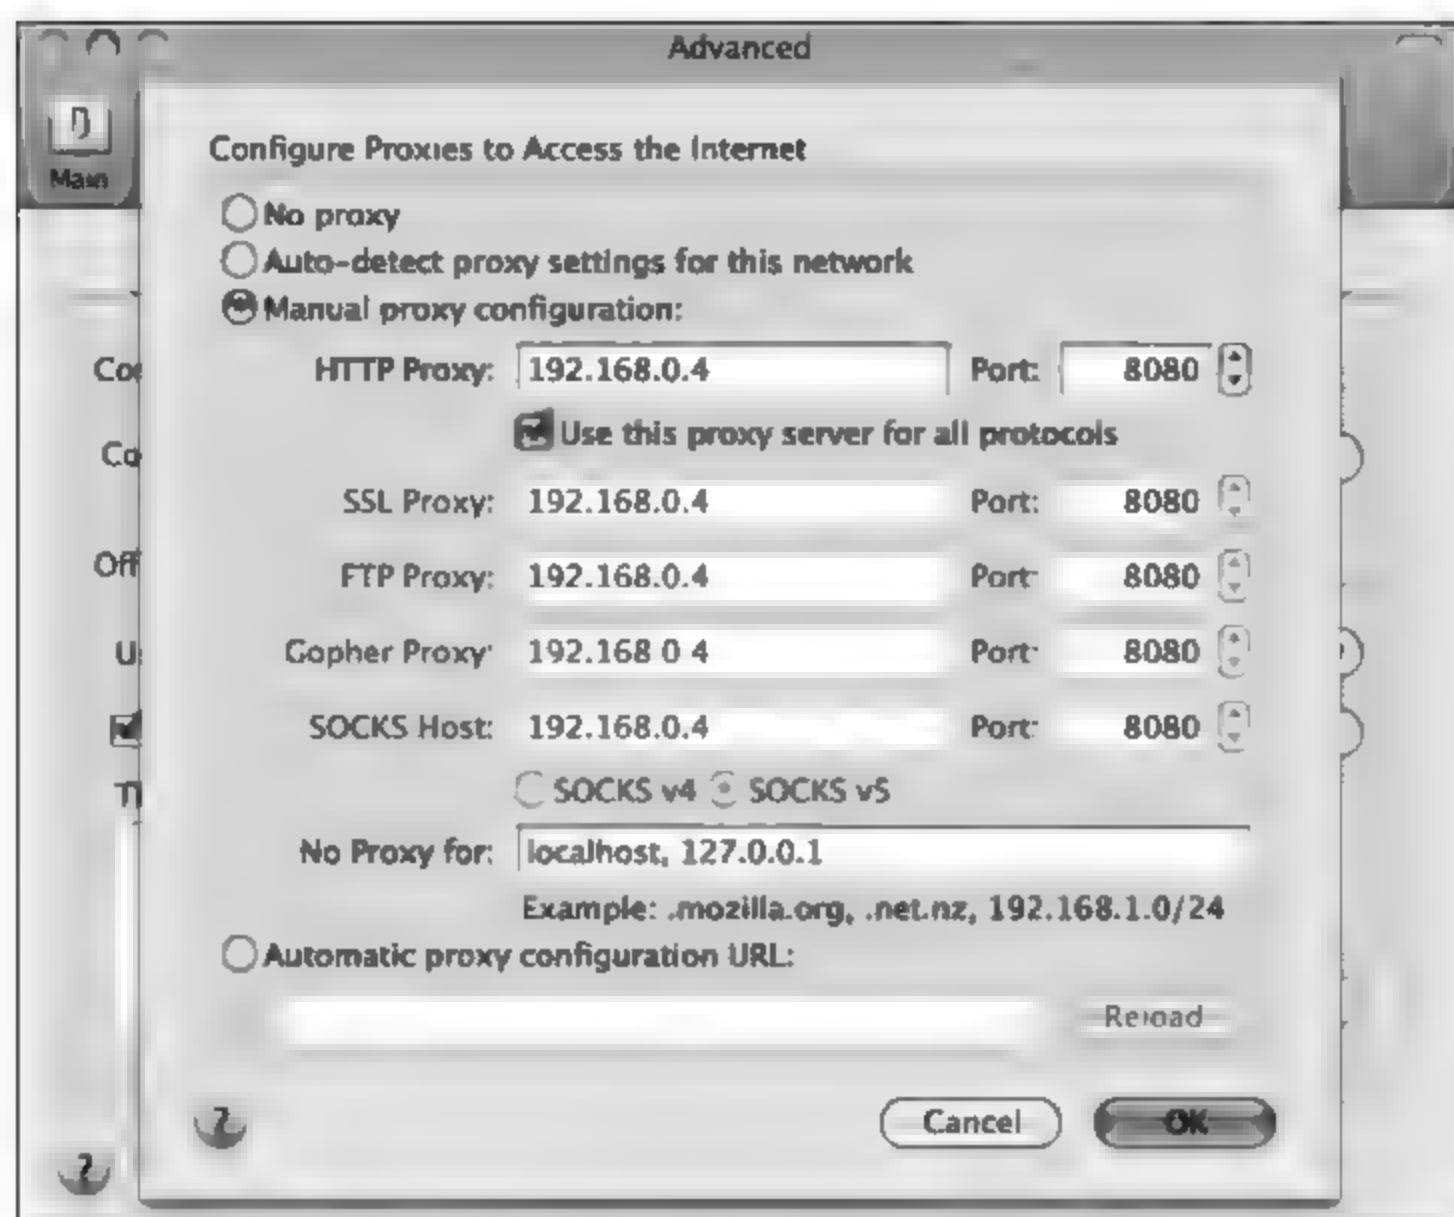 Advanced
Main
Configure Proxies to Access the Internet
No proxy
Auto-detect proxy settings for this network
Manual proxy configuration:
HTTP Proxy: 192.168.0.4 Port: 8080
Use this proxy server for all protocols
SSL Proxy: 192.168.0.4 Port: 8080
FTP Proxy: 192.168.0.4 Port: 8080
Gopher Proxy: 192.168.0.4 Port: 8080
SOCKS Host: 192.168.0.4 Port: 8080
SOCKS v4 SOCKS v5
No Proxy for: localhost, 127.0.0.1
Example: .mozilla.org, .net.nz, 192.168.1.0/24
Automatic proxy configuration URL:
Reload
? Cancel OK
?